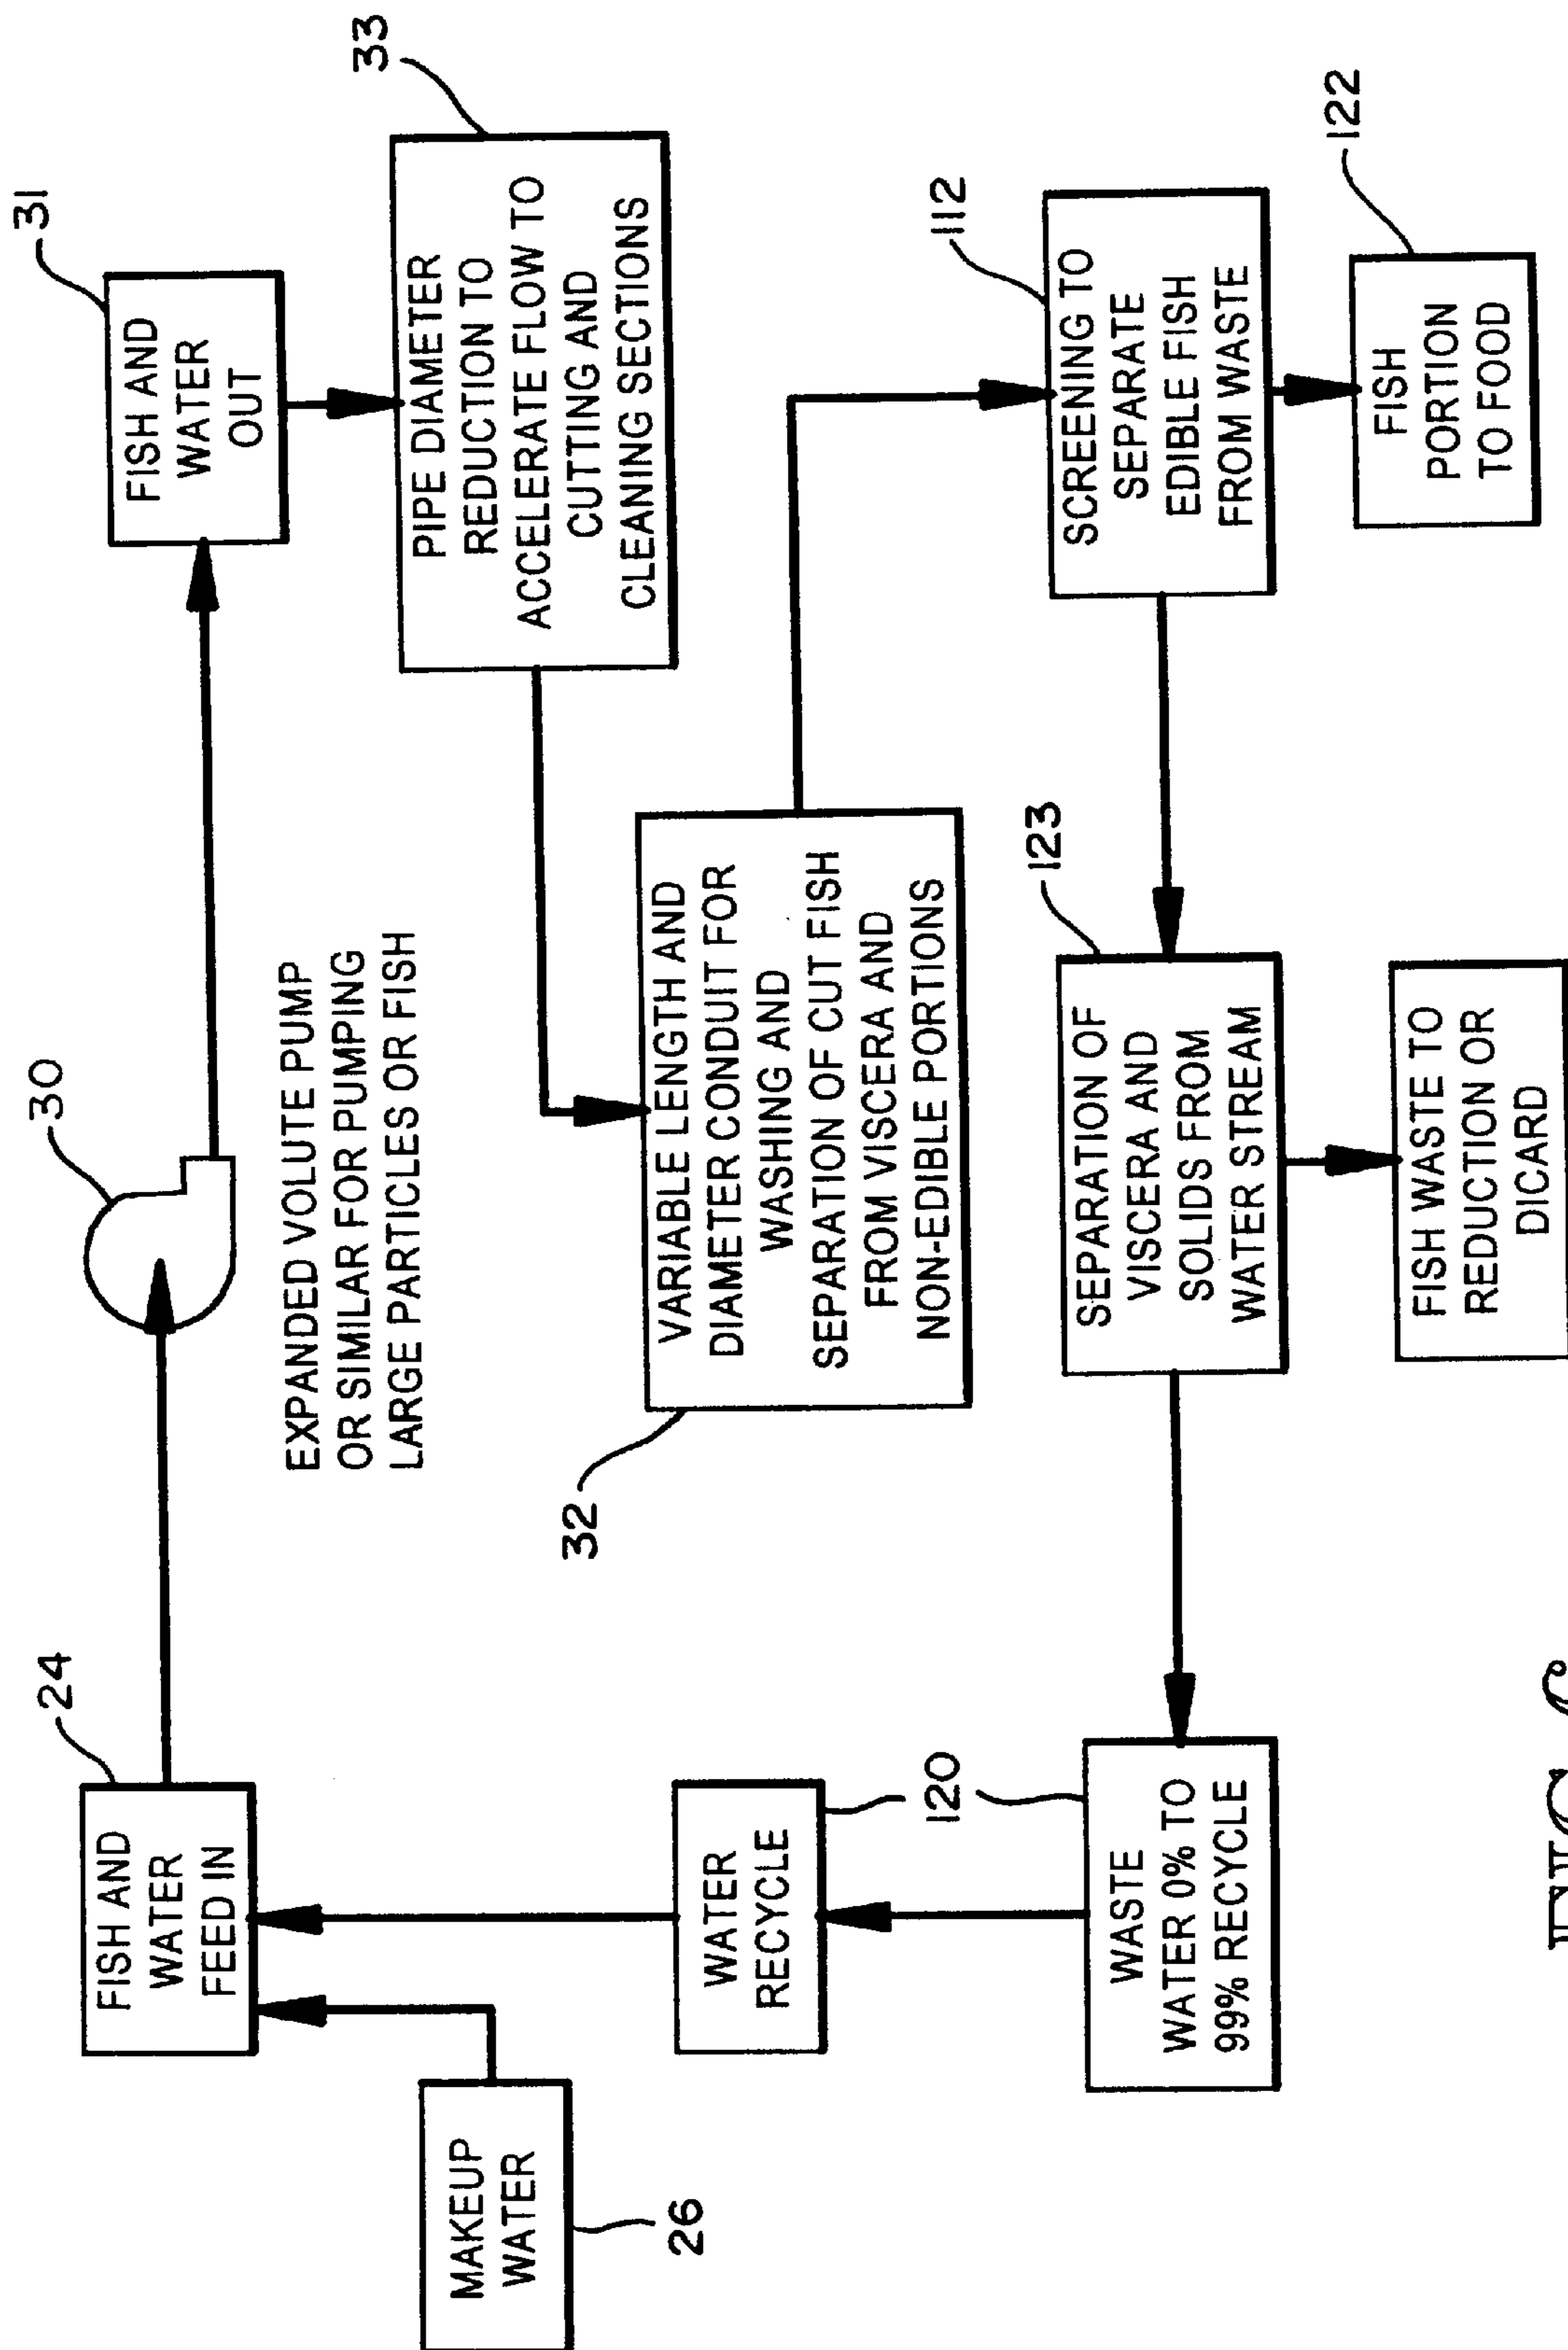 24
FISH AND
WATER
FEED IN
30
EXPANDED VOLUTE PUMP
OR SIMILAR FOR PUMPING
LARGE PARTICLES OR FISH
31
FISH AND
WATER
OUT
33
PIPE DIAMETER
REDUCTION TO
ACCELERATE FLOW TO
CUTTING AND
CLEANING SECTIONS
MAKEUP
WATER
26
WATER
RECYCLE
120
WASTE
WATER 0% TO
99% RECYCLE
32
VARIABLE LENGTH AND
DIAMETER CONDUIT FOR
WASHING AND
SEPARATION OF CUT FISH
FROM VISCERA AND
NON-EDIBLE PORTIONS
123
SEPARATION OF
VISCERA AND
SOLIDS FROM
WATER STREAM
FISH WASTE TO
REDUCTION OR
DICARD
112
SCREENING TO
SEPARATE
EDIBLE FISH
FROM WASTE
122
FISH
PORTION
TO FOOD